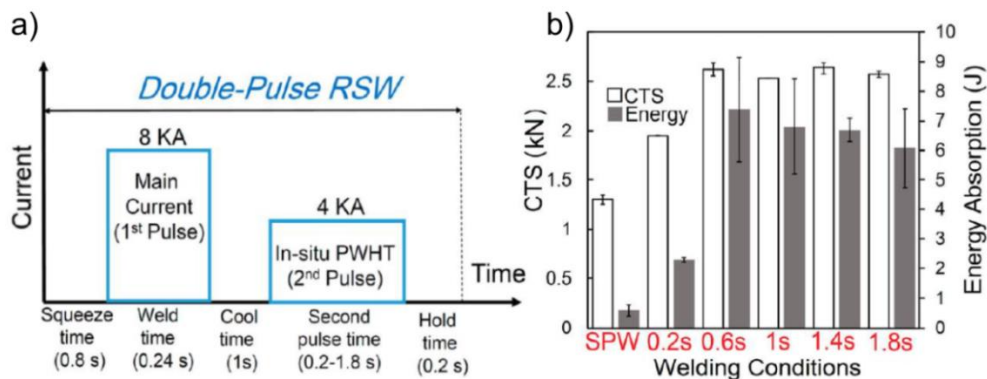 a)
Double-Pulse RSW
8 KA
Main
Current
(1st Pulse)
4 KA
In-situ PWHT
(2nd Pulse)
Current
Time
Squeeze
time
(0.8 s)
Weld
time
(0.24 s)
Cool
time
(1s)
Second
pulse time
(0.2-1.8 s)
Hold
time
(0.2 s)
b)
CTS (kN)
3
2.5
2
1.5
1
0.5
0
CTS
Energy
10
9
8
7
6
5
4
3
2
1
0
Energy Absorption (J)
SPW 0.2s 0.6s 1s 1.4s 1.8s
Welding Conditions